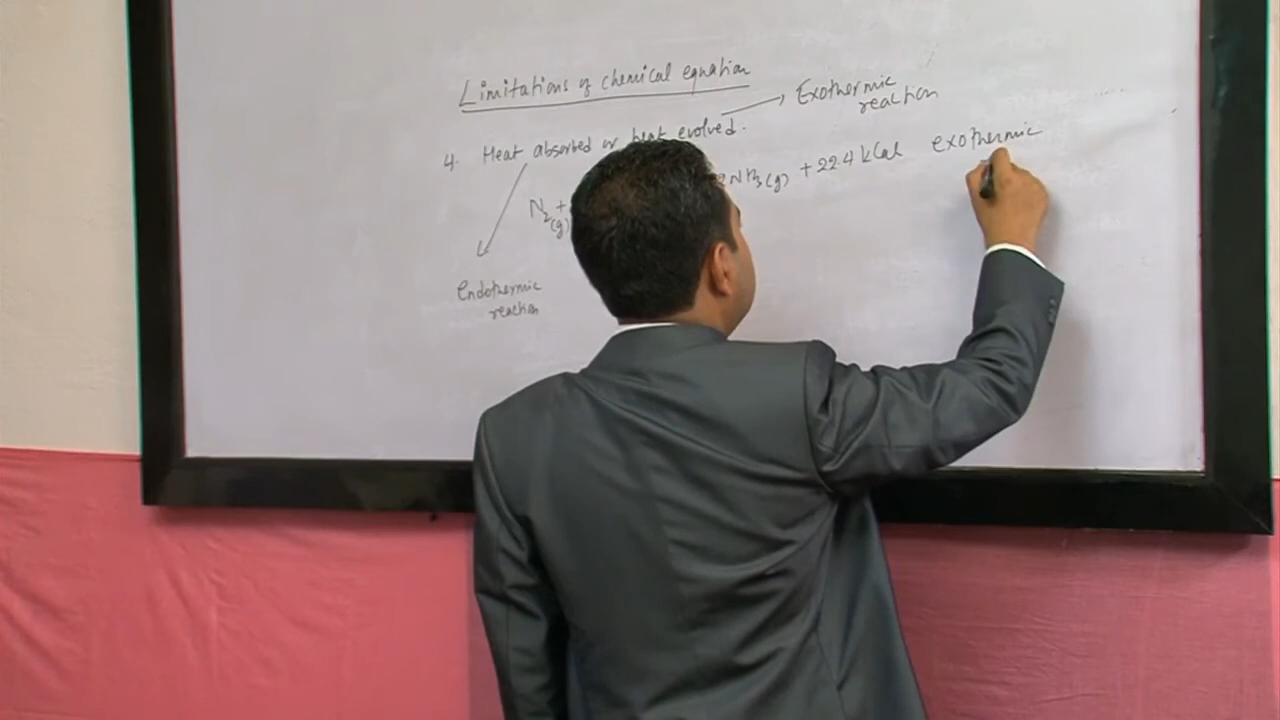 Limitations of chemical equation
4. Heat absorbed or heat evolved.
Exothermic
reaction
N2(g) + 2NH3(g) + 22.4 kCal exothermic
Endothermic
reaction